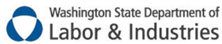 Washington State Department of
Labor & Industries